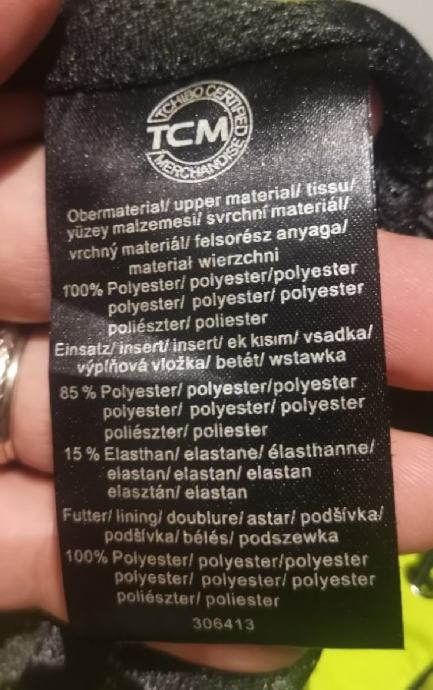 TCHIBO CERTIFIED
TCM
MERCHANDISE
Obermaterial/ upper material/ tissu/
yüzey malzemesi/ svrchní materiál/
vrchný materiál/ felsorész anyaga/
materiał wierzchni
100% Polyester/ polyester/polyester
polyester/ polyester/ polyester
poliészter/ poliester
Einsatz/ insert/ insert/ ek kısım/ vsadka/
výplňová vložka/ betét/ wstawka
85 % Polyester/ polyester/polyester
polyester/ polyester/ polyester
poliészter/ poliester
15 % Elasthan/ elastane/ élasthanne/
elastan/ elastan/ elastan
elasztán/ elastan
Futter/ lining/ doublure/ astar/ podšívka/
podšívka/ bélés/ podszewka
100% Polyester/ polyester/polyester
polyester/ polyester/ polyester
poliészter/ poliester
306413